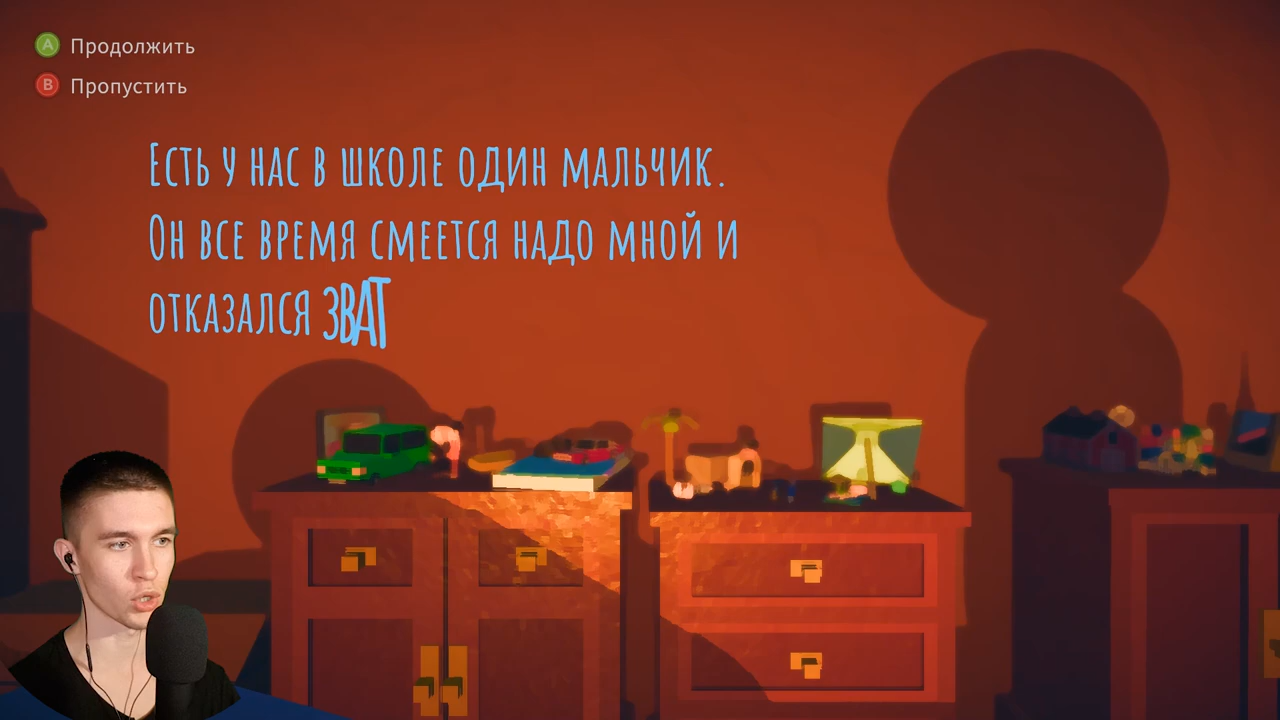 A Продолжить
B Пропустить
Есть у нас в школе один мальчик.
Он все время смеется надо мной и
отказался ЗВАТ